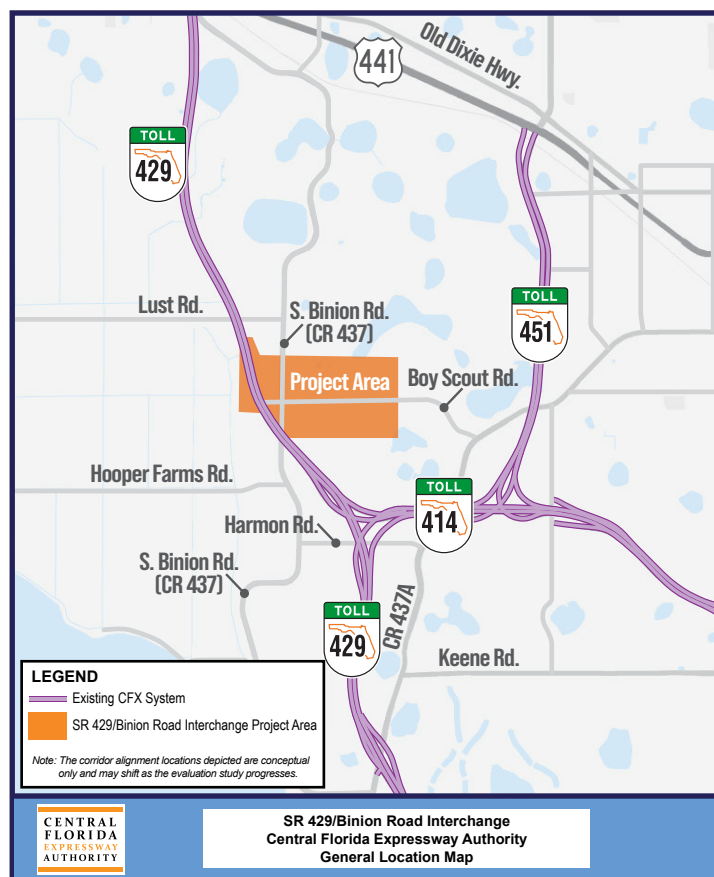 Old Dixie Hwy.
441
TOLL
429
Lust Rd.
S. Binion Rd.
(CR 437)
TOLL
451
Project Area
Boy Scout Rd.
Hooper Farms Rd.
TOLL
414
Harmon Rd.
S. Binion Rd.
(CR 437)
TOLL
429
CR 437A
Keene Rd.
LEGEND
Existing CFX System
SR 429/Binion Road Interchange Project Area
Note: The corridor alignment locations depicted are conceptual
only and may shift as the evaluation study progresses.
CENTRAL
FLORIDA
EXPRESSWAY
AUTHORITY
SR 429/Binion Road Interchange
Central Florida Expressway Authority
General Location Map